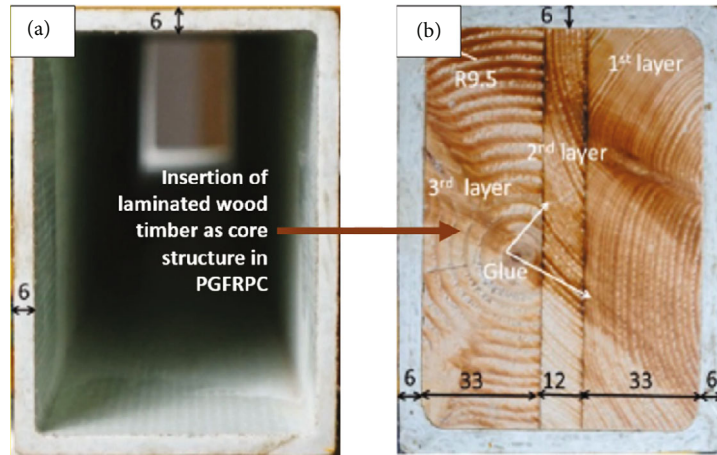 (a)
6
Insertion of
laminated wood
timber as core
structure in
PGFRPC
6
(b)
6
R9.5
1st layer
2nd layer
3rd layer
Glue
6 33 12 33 6